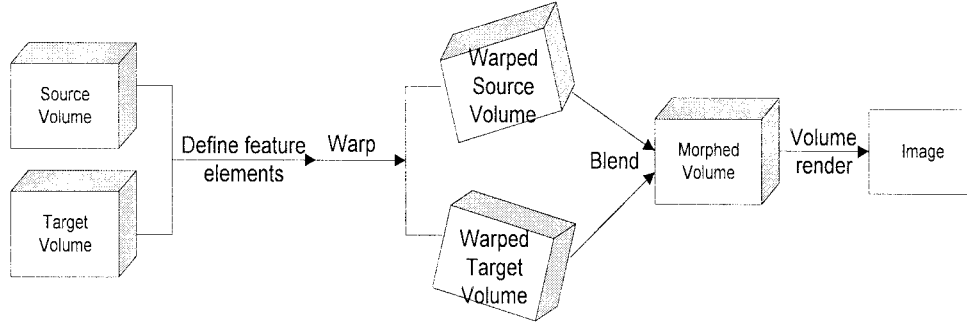 Source
Volume
Target
Volume
Define feature
elements
Warp
Warped
Source
Volume
Warped
Target
Volume
Blend
Morphed
Volume
Volume
render
Image